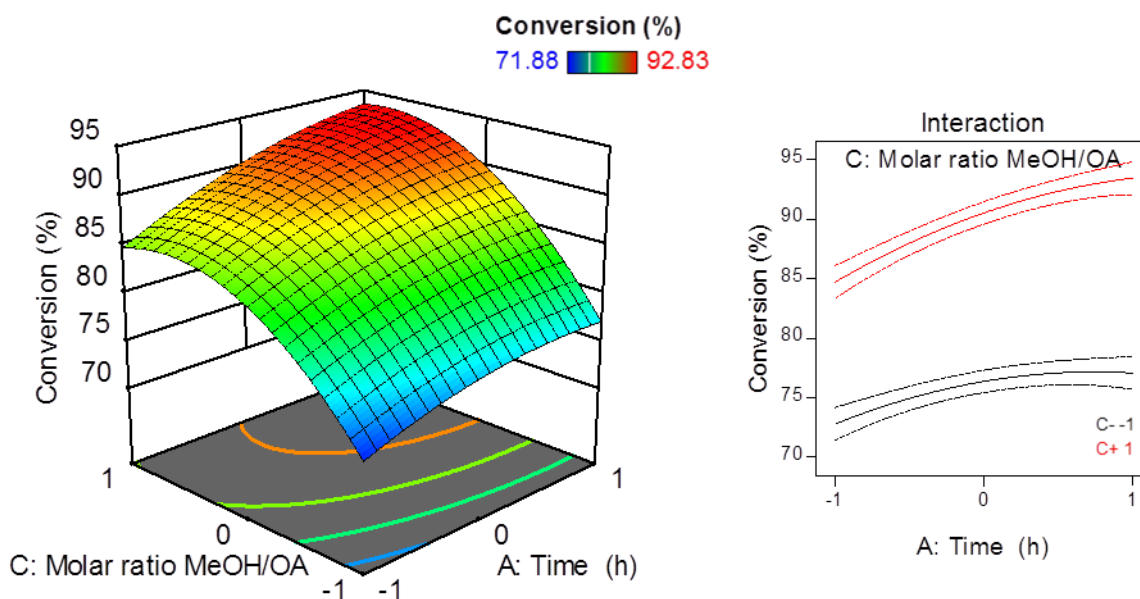 Conversion (%)
71.88 92.83
95
90
85
80
75
70
Conversion (%)
1
0
-1
C: Molar ratio MeOH/OA
-1
0
1
A: Time (h)
Interaction
C: Molar ratio MeOH/OA
95
90
85
80
75
70
Conversion (%)
C- -1
C+ 1
-1 0 1
A: Time (h)